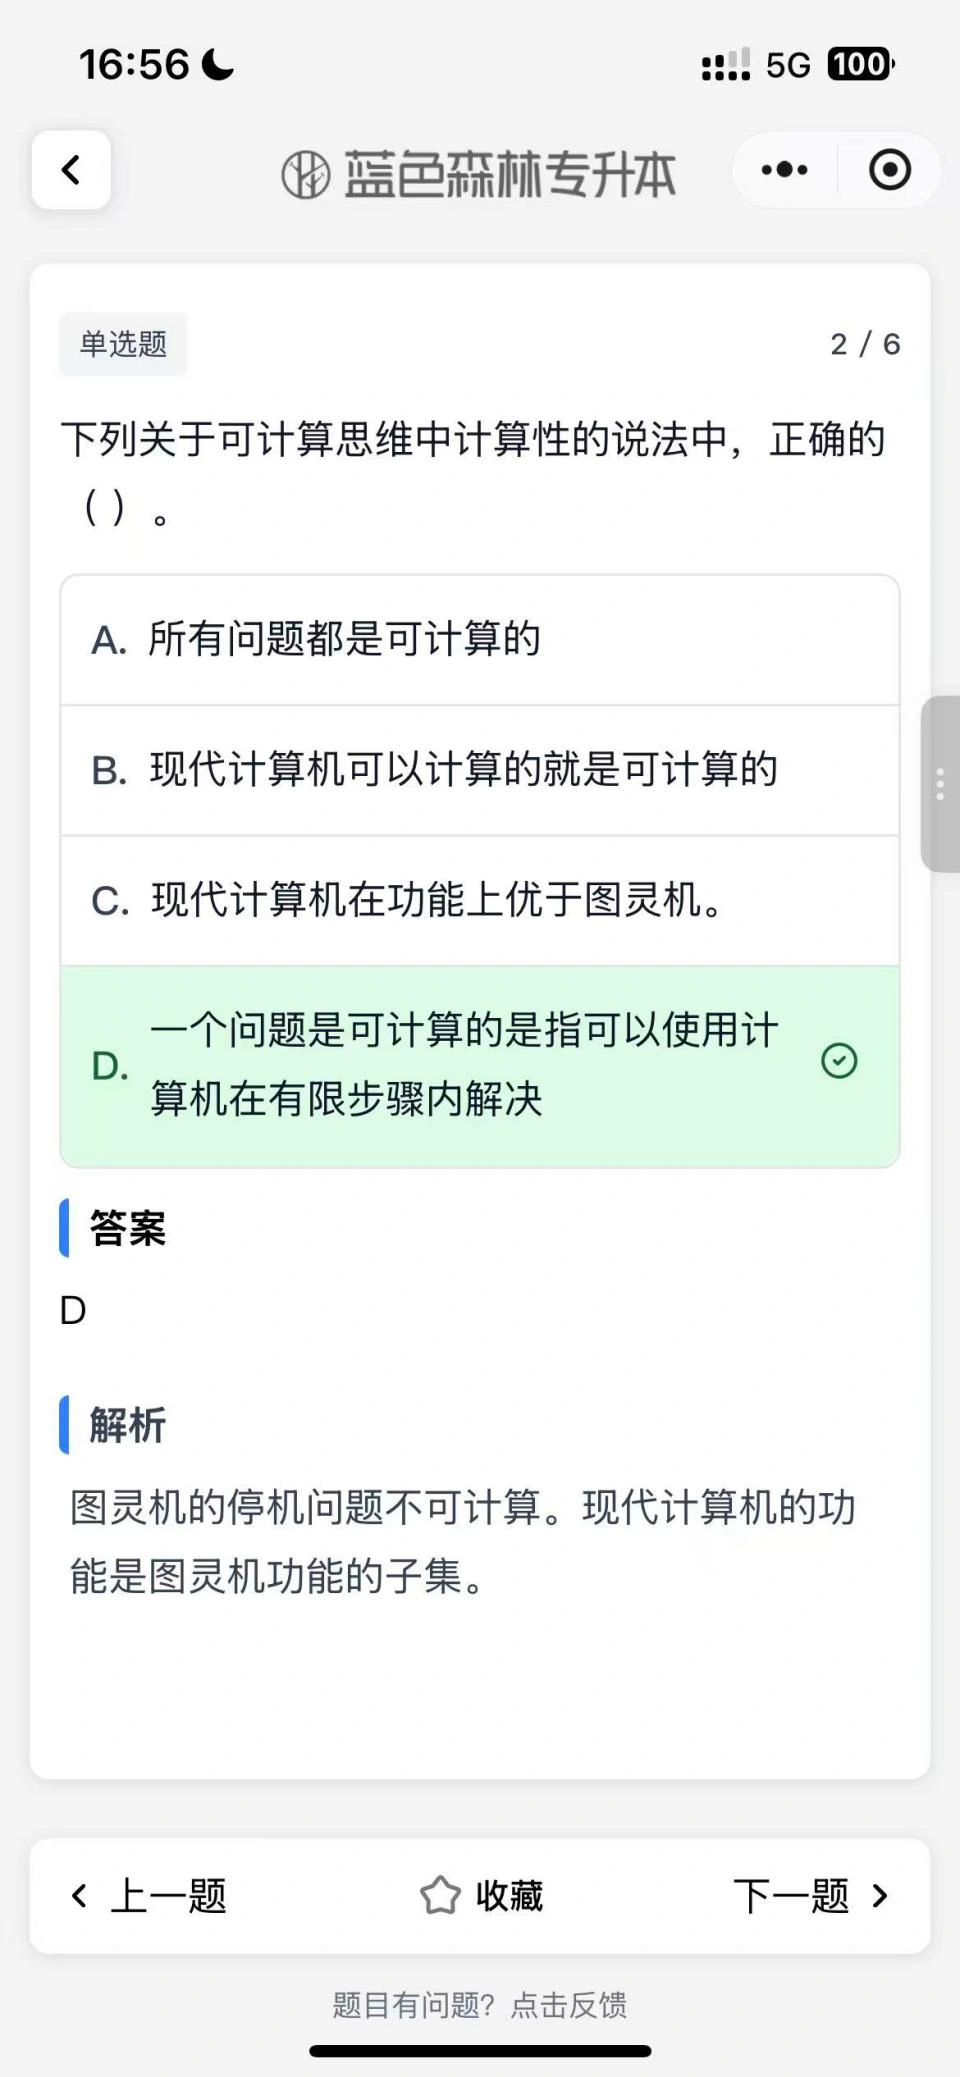 16:56
5G 100
蓝色森林专升本
单选题
2 / 6
下列关于可计算思维中计算性的说法中，正确的
（ ）。
A. 所有问题都是可计算的
B. 现代计算机可以计算的就是可计算的
C. 现代计算机在功能上优于图灵机。
D. 一个问题是可计算的是指可以使用计
算机在有限步骤内解决
答案
D
解析
图灵机的停机问题不可计算。现代计算机的功
能是图灵机功能的子集。
上一题
收藏
下一题
题目有问题？点击反馈